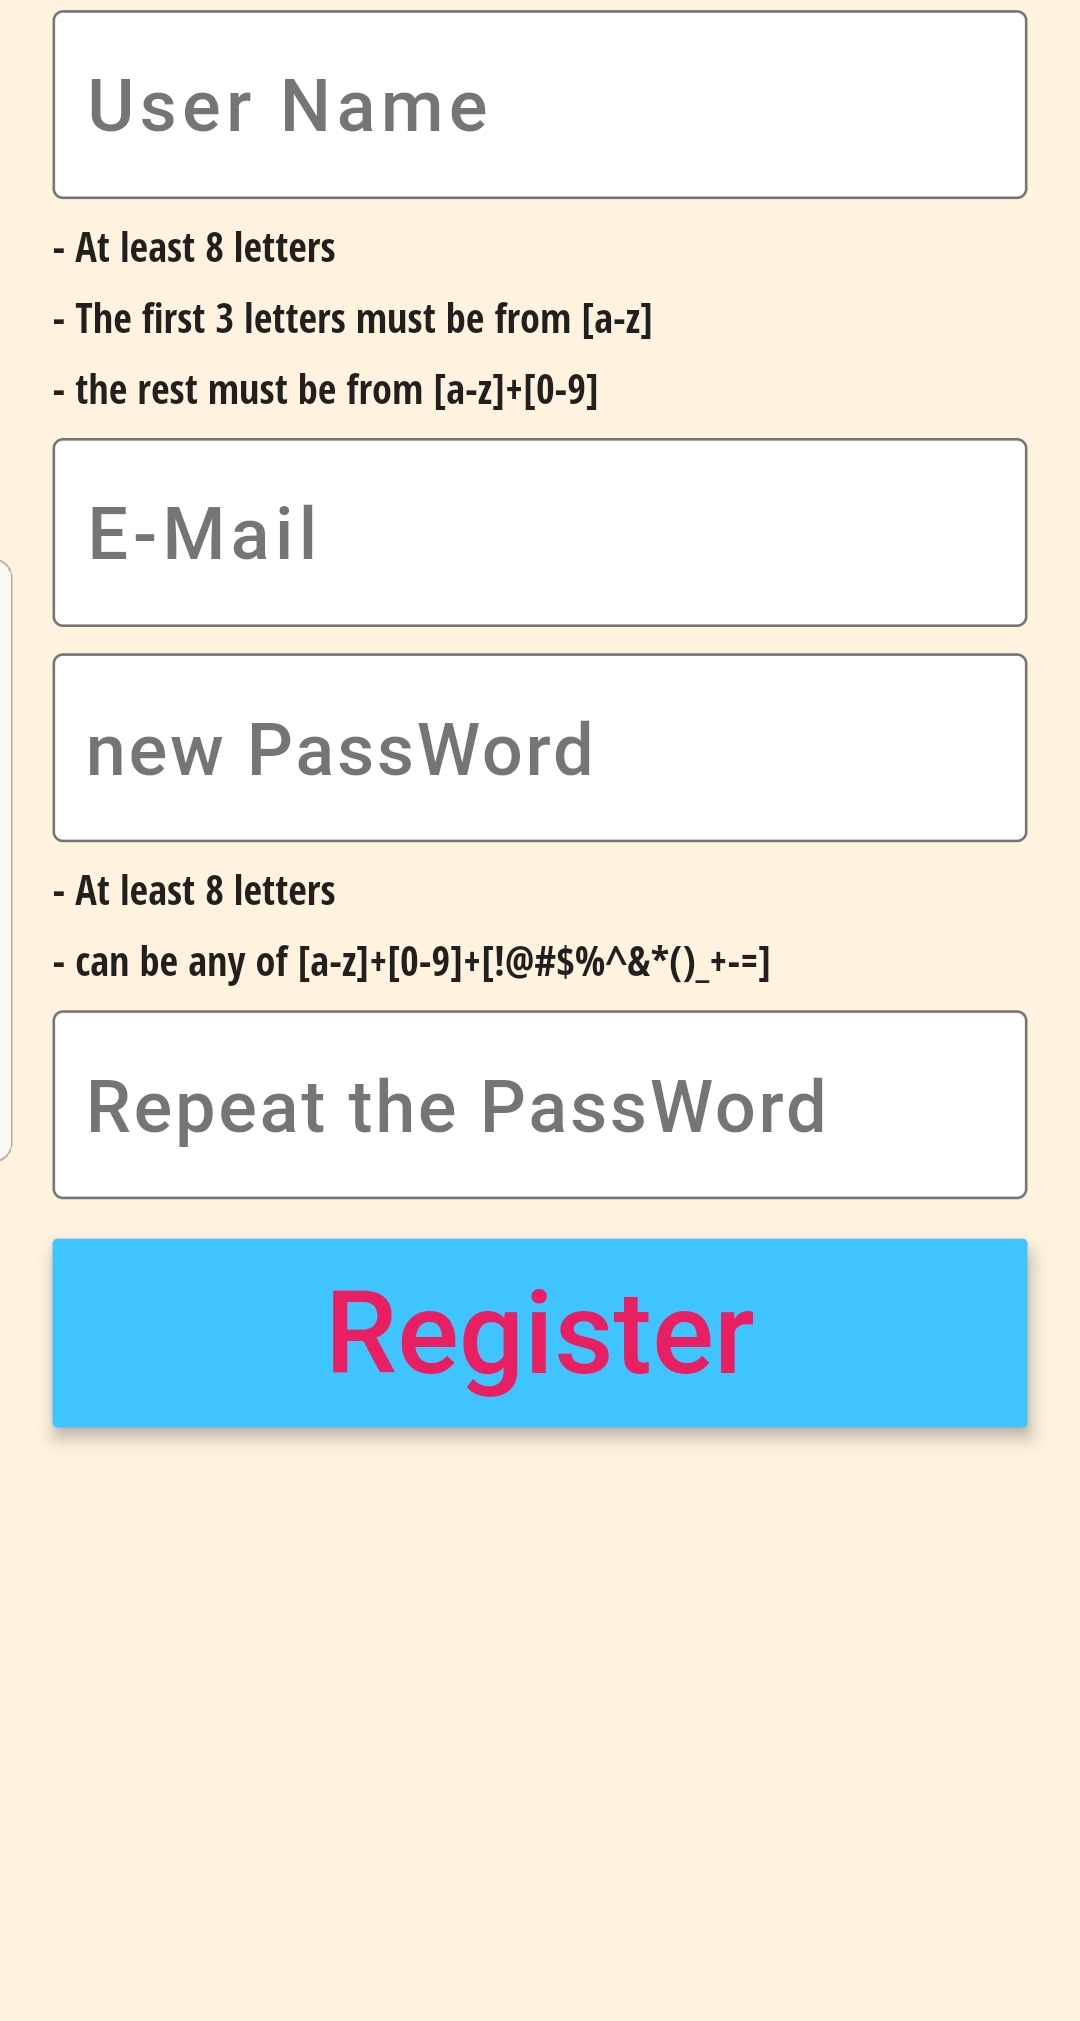 User Name
- At least 8 letters
- The first 3 letters must be from [a-z]
- the rest must be from [a-z]+[0-9]
E-Mail
new PassWord
- At least 8 letters
- can be any of [a-z]+[0-9]+[!@#$%^&*()_+-=]
Repeat the PassWord
Register